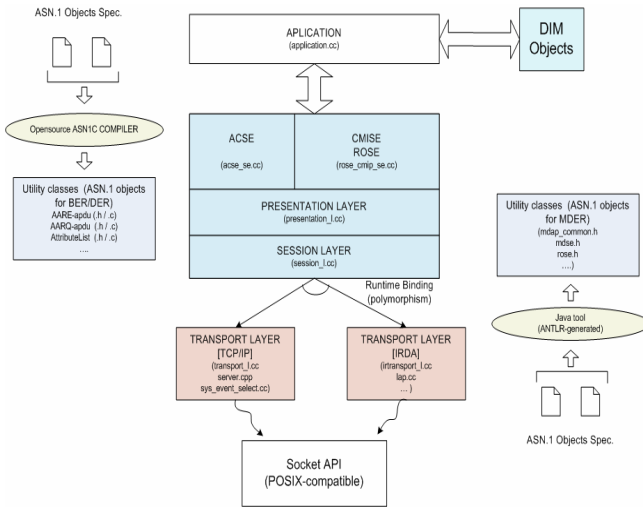 ASN.1 Objects Spec.
Opensource ASN1C COMPILER
Utility classes (ASN.1 objects
for BER/DER)
AARE-apdu (.h / .c)
AARQ-apdu (.h / .c)
AttributeList (.h / .c)
....
APLICATION
(application.cc)
DIM
Objects
ACSE
(acse_se.cc)
CMISE
ROSE
(rose_cmip_se.cc)
PRESENTATION LAYER
(presentation_l.cc)
SESSION LAYER
(session_l.cc)
Runtime Binding
(polymorphism)
TRANSPORT LAYER
[TCP/IP]
(transport_l.cc
server.cpp
sys_event_select.cc)
TRANSPORT LAYER
[IRDA]
(irtransport_l.cc
lap.cc
... )
Socket API
(POSIX-compatible)
Utility classes (ASN.1 objects
for MDER)
(mdap_common.h
mdse.h
rose.h
....)
Java tool
(ANTLR-generated)
ASN.1 Objects Spec.